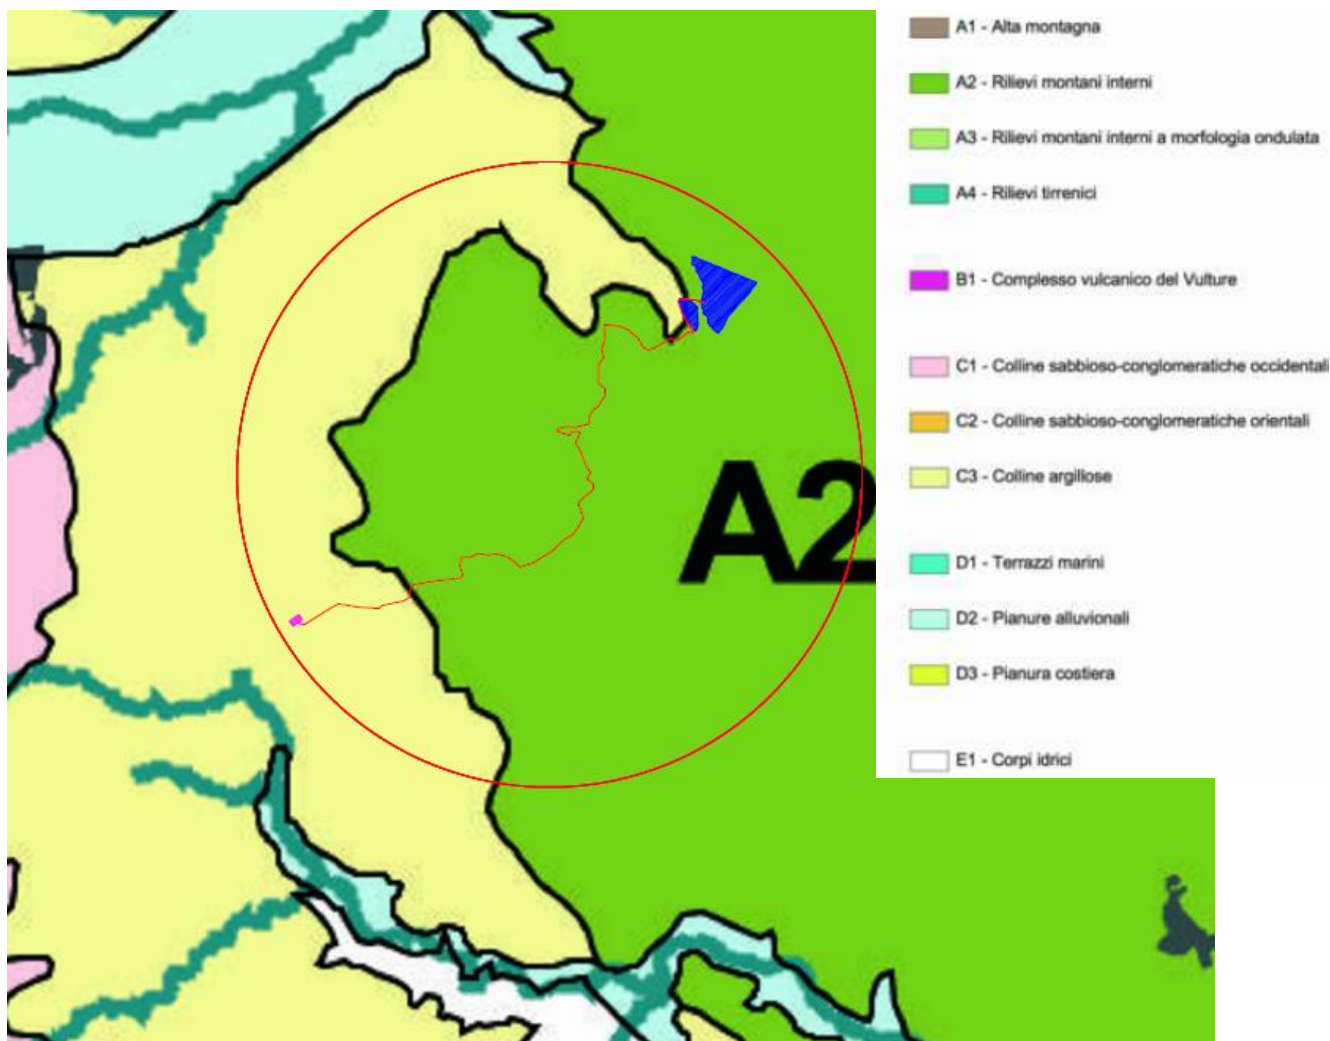 A1 - Alta montagna
A2 - Rilievi montani interni
A3 - Rilievi montani interni a morfologia ondulata
A4 - Rilievi tirrenici
B1 - Complesso vulcanico del Vulture
C1 - Colline sabbioso-conglomeratiche occidentali
C2 - Colline sabbioso-conglomeratiche orientali
C3 - Colline argillose
A2
D1 - Terrazzi marini
D2 - Pianure alluvionali
D3 - Pianura costiera
E1 - Corpi idrici